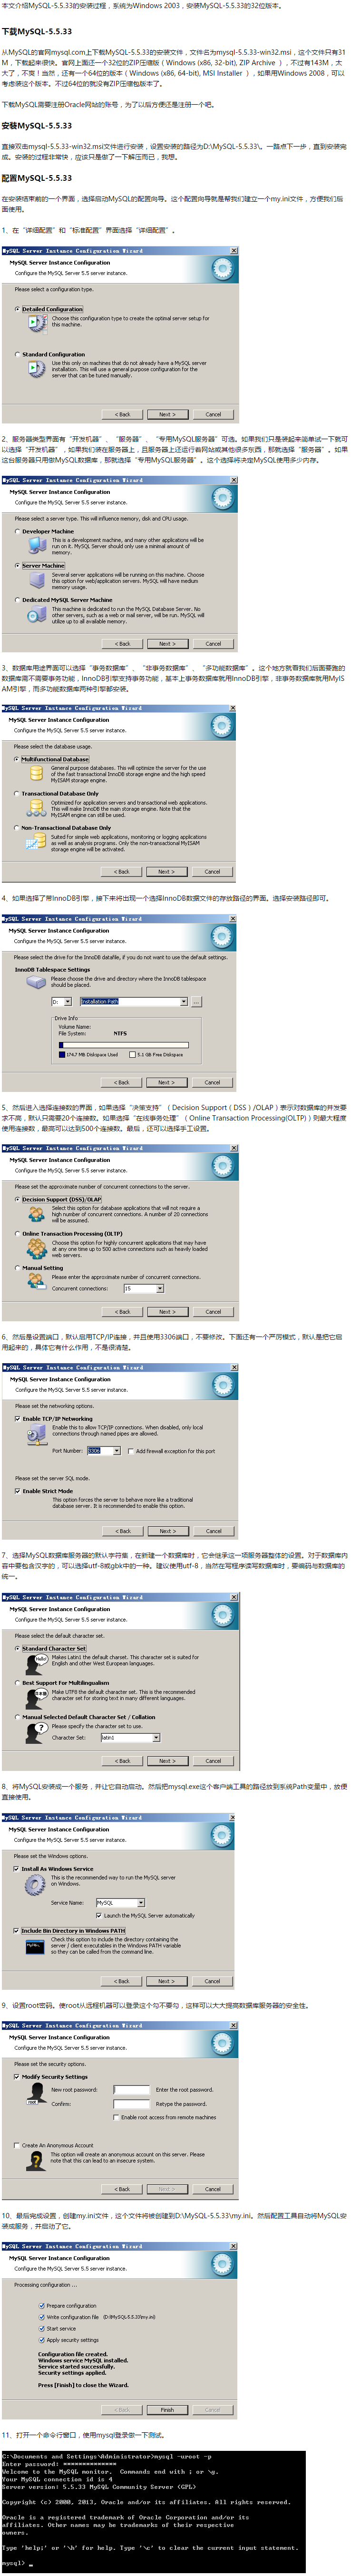 本文介绍MySQL-5.5.33的安装过程，系统为Windows 2003，安装MySQL-5.5.33的32位版本。
下载MySQL-5.5.33
从MySQL的官网mysql.com上下载MySQL-5.5.33的安装文件，文件名为mysql-5.5.33-win32.msi，这个文件只有31
M，下载起来很快。官网上面还一个32位的ZIP压缩版（Windows (x86, 32-bit), ZIP Archive ），不过有143M，太
大了，不爽！当然，还有一个64位的版本（Windows (x86, 64-bit), MSI Installer ），如果用Windows 2008，可以
考虑装这个版本。不过64位的就没有ZIP压缩包版本了。
下载MySQL需要注册Oracle网站的账号，为了以后方便还是注册一个吧。
安装MySQL-5.5.33
直接双击mysql-5.5.33-win32.msi文件进行安装，设置安装的路径为D:\MySQL-5.5.33\。一路点下一步，直到安装完
成。安装的过程非常快，应该只是做了一下解压而已，我想。
配置MySQL-5.5.33
在安装结束前的一个界面，选择启动MySQL的配置向导。这个配置向导就是帮我们建立一个my.ini文件，方便我们后
面使用。
1、在“详细配置”和“标准配置”界面选择“详细配置”。
MySQL Server Instance Configuration Wizard
MySQL Server Instance Configuration
Configure the MySQL Server 5.5 server instance.
Please select a configuration type.
Detailed Configuration
Choose this configuration type to create the optimal server setup for
this machine.
Standard Configuration
Use this only on machines that do not already have a MySQL server
installation. This will use a general purpose configuration for the
server that can be tuned manually.
< Back
Next >
Cancel
2、服务器类型界面有“开发机器”、“服务器”、“专用MySQL服务器”可选。如果我们只是装起来简单试一下就可
以选择“开发机器”，如果我们装在服务器上，且服务器上还运行着网站或其他很多东西，那就选择“服务器”。如果
这台服务器只用做MySQL数据库，那就选择“专用MySQL服务器”。这个选择将决定MySQL使用多少内存。
MySQL Server Instance Configuration Wizard
MySQL Server Instance Configuration
Configure the MySQL Server 5.5 server instance.
Please select a server type. This will influence memory, disk and CPU usage.
Developer Machine
This is a development machine, and many other applications will be
run on it. MySQL Server should only use a minimal amount of
memory.
Server Machine
Several server applications will be running on this machine. Choose
this option for web/application servers. MySQL will have medium
memory usage.
Dedicated MySQL Server Machine
This machine is dedicated to run the MySQL Database Server. No
other servers, such as a web or mail server, will be run. MySQL will
utilize up to all available memory.
< Back
Next >
Cancel
3、数据库用途界面可以选择“事务数据库”、“非事务数据库”、“多功能数据库”。这个地方就看我们后面要跑的
数据库需不需要事务功能，InnoDB引擎支持事务功能，基本上事务数据库就用InnoDB引擎，非事务数据库就用MyIS
AM引擎，而多功能数据库两种引擎都安装。
MySQL Server Instance Configuration Wizard
MySQL Server Instance Configuration
Configure the MySQL Server 5.5 server instance.
Please select the database usage.
Multifunctional Database
General purpose databases. This will optimize the server for the use
of the fast transactional InnoDB storage engine and the high speed
MyISAM storage engine.
Transactional Database Only
Optimized for application servers and transactional web applications.
This will make InnoDB the main storage engine. Note that the
MyISAM engine can still be used.
Non-Transactional Database Only
Suited for simple web applications, monitoring or logging applications
as well as analysis programs. Only the non-transactional MyISAM
storage engine will be activated.
< Back
Next >
Cancel
4、如果选择了带InnoDB引擎，接下来将出现一个选择InnoDB数据文件的存放路径的界面。选择安装路径即可。
MySQL Server Instance Configuration Wizard
MySQL Server Instance Configuration
Configure the MySQL Server 5.5 server instance.
Please select the drive for the InnoDB datafile, if you do not want to use the default settings.
InnoDB Tablespace Settings
Please choose the drive and directory where the InnoDB tablespace
should be placed.
D:
Installation Path
...
Drive Info
Volume Name:
File System: NTFS
174.7 MB Diskspace Used
5.1 GB Free Diskspace
< Back
Next >
Cancel
5、然后进入选择连接数的界面，如果选择“决策支持”（Decision Support（DSS）/OLAP）表示对数据库的并发要
求不高，默认只需要20个连接数。如果选择“在线事务处理”（Online Transaction Processing(OLTP)）则最大程度
使用连接数，最高可以达到500个连接数。最后，还可以选择手工设置。
MySQL Server Instance Configuration Wizard
MySQL Server Instance Configuration
Configure the MySQL Server 5.5 server instance.
Please set the approximate number of concurrent connections to the server.
Decision Support (DSS)/OLAP
Select this option for database applications that will not require a
high number of concurrent connections. A number of 20 connections
will be assumed.
Online Transaction Processing (OLTP)
Choose this option for highly concurrent applications that may have
at any one time up to 500 active connections such as heavily loaded
web servers.
Manual Setting
Please enter the approximate number of concurrent connections.
Concurrent connections:
15
< Back
Next >
Cancel
6、然后是设置端口，默认启用TCP/IP连接，并且使用3306端口，不要修改。下面还有一个严厉模式，默认是把它启
用起来的，具体它有什么作用，不是很清楚。
MySQL Server Instance Configuration Wizard
MySQL Server Instance Configuration
Configure the MySQL Server 5.5 server instance.
Please set the networking options.
Enable TCP/IP Networking
Enable this to allow TCP/IP connections. When disabled, only local
connections through named pipes are allowed.
Port Number:
3306
Add firewall exception for this port
Please set the server SQL mode.
Enable Strict Mode
This option forces the server to behave more like a traditional
database server. It is recommended to enable this option.
< Back
Next >
Cancel
7、选择MySQL数据库服务器的默认字符集，在新建一个数据库时，它会继承这一项服务器整体的设置。对于数据库内
容中要包含汉字的，可以选择utf-8或gbk中的一种。建议使用utf-8，当然在写程序读写数据库时，要编码与数据库的
统一。
MySQL Server Instance Configuration Wizard
MySQL Server Instance Configuration
Configure the MySQL Server 5.5 server instance.
Please select the default character set.
Standard Character Set
Makes Latin1 the default charset. This character set is suited for
English and other West European languages.
Best Support For Multilingualism
Make UTF8 the default character set. This is the recommended
character set for storing text in many different languages.
Manual Selected Default Character Set / Collation
Please specify the character set to use.
Character Set:
latin1
< Back
Next >
Cancel
8、将MySQL安装成一个服务，并让它自动启动。然后把mysql.exe这个客户端工具的路径放到系统Path变量中，放便
直接使用。
MySQL Server Instance Configuration Wizard
MySQL Server Instance Configuration
Configure the MySQL Server 5.5 server instance.
Please set the Windows options.
Install As Windows Service
This is the recommended way to run the MySQL server
on Windows.
Service Name:
MySQL
Launch the MySQL Server automatically
Include Bin Directory in Windows PATH
Check this option to include the directory containing the
server / client executables in the Windows PATH variable
so they can be called from the command line.
< Back
Next >
Cancel
9、设置root密码。使root从远程机器可以登录这个勾不要勾，这样可以大大提高数据库服务器的安全性。
MySQL Server Instance Configuration Wizard
MySQL Server Instance Configuration
Configure the MySQL Server 5.5 server instance.
Please set the security options.
Modify Security Settings
root
New root password:
Enter the root password.
Confirm:
Retype the password.
Enable root access from remote machines
Create An Anonymous Account
This option will create an anonymous account on this server. Please
note that this can lead to an insecure system.
< Back
Next >
Cancel
10、最后完成设置，创建my.ini文件，这个文件将被创建到D:\MySQL-5.5.33\my.ini。然后配置工具自动将MySQL安
装成服务，并启动了它。
MySQL Server Instance Configuration Wizard
MySQL Server Instance Configuration
Configure the MySQL Server 5.5 server instance.
Processing configuration ...
Prepare configuration
Write configuration file (D:\MySQL-5.5.33\my.ini)
Start service
Apply security settings
Configuration file created.
Windows service MySQL installed.
Service started successfully.
Security settings applied.
Press [Finish] to close the Wizard.
< Back
Finish
Cancel
11、打开一个命令行窗口，使用mysql登录做一下测试。
C:\Documents and Settings\Administrator>mysql -uroot -p
Enter password: **************
Welcome to the MySQL monitor.  Commands end with ; or \g.
Your MySQL connection id is 4
Server version: 5.5.33 MySQL Community Server (GPL)
Copyright (c) 2000, 2013, Oracle and/or its affiliates. All rights reserved.
Oracle is a registered trademark of Oracle Corporation and/or its
affiliates. Other names may be trademarks of their respective
owners.
Type 'help;' or '\h' for help. Type '\c' to clear the current input statement.
mysql> _